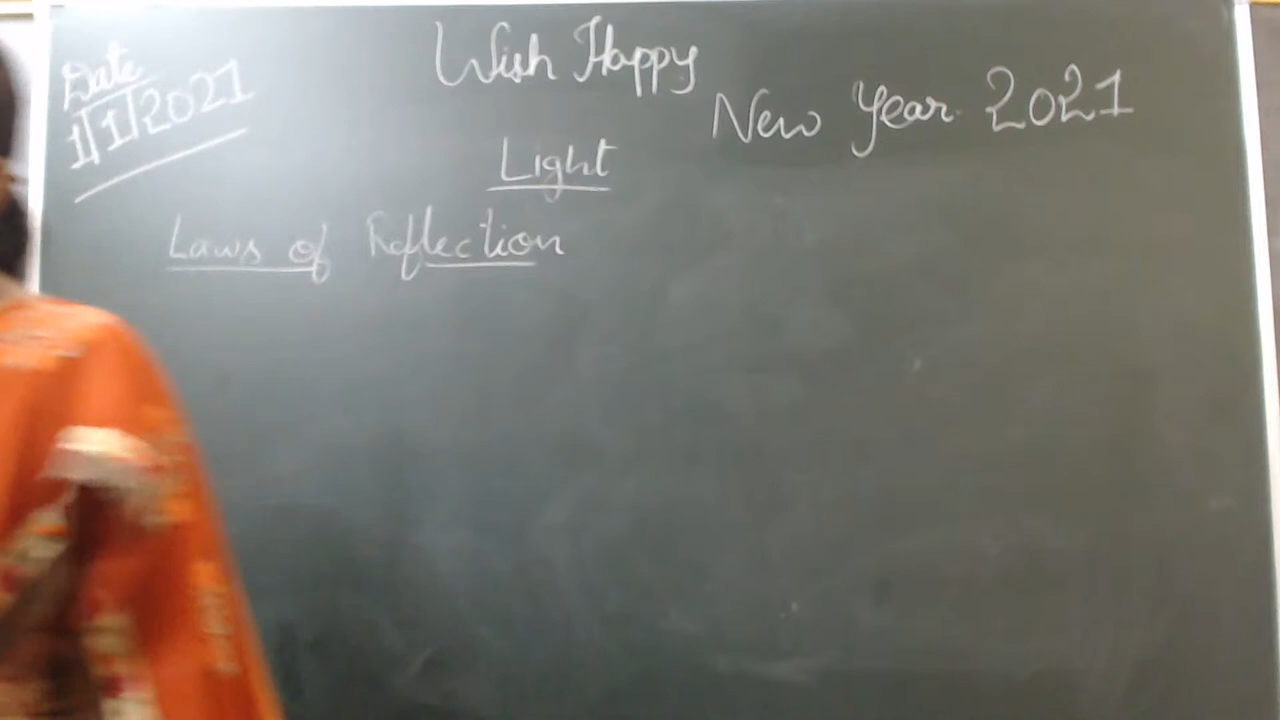 Date
1/1/2021
Wish Happy
New Year 2021
Light
Laws of Reflection